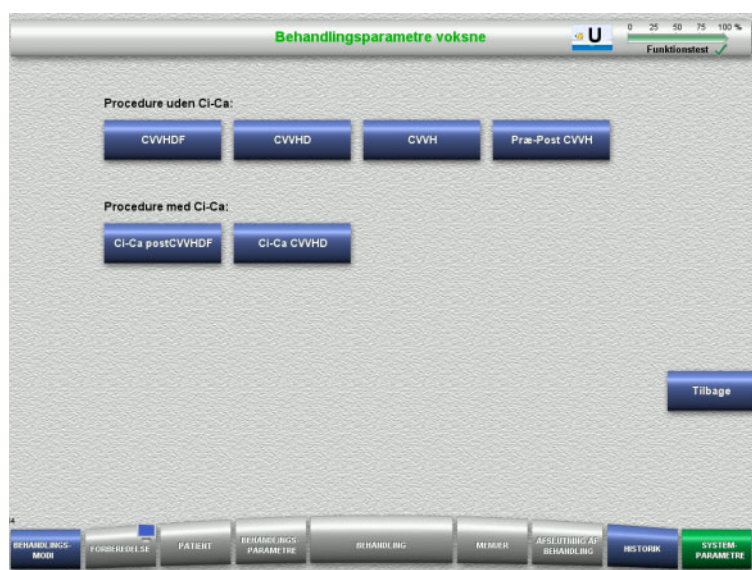 Behandlingsparametre voksne
U
0 25 50 75 100 %
Funktionstest
Procedure uden Ci-Ca:
CVVHDF CVVHD CVVH Præ-Post CVVH
Procedure med Ci-Ca:
Ci-Ca postCVVHDF Ci-Ca CVVHD
Tilbage
4
BEHANDLINGS-
MODI
FORBEREDELSE
PATIENT
BEHANDLINGS-
PARAMETRE
BEHANDLING
MENUER
AFSLUTNING AF
BEHANDLING
HISTORIK
SYSTEM-
PARAMETRE